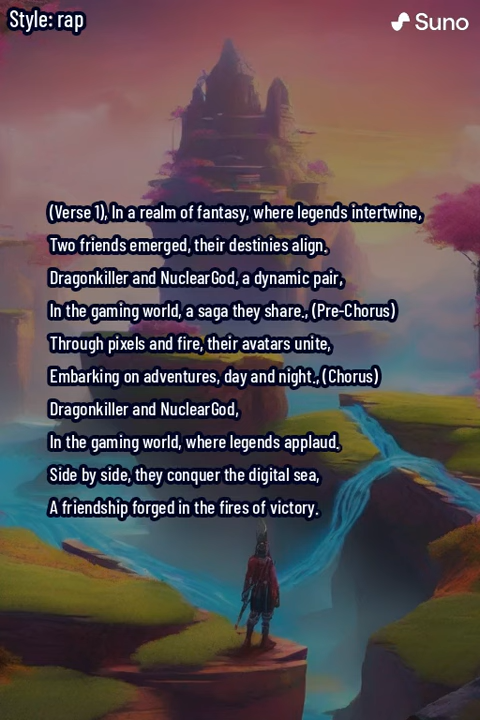 Style: rap
Suno
(Verse 1), In a realm of fantasy, where legends intertwine,
Two friends emerged, their destinies align.
Dragonkiller and NuclearGod, a dynamic pair,
In the gaming world, a saga they share., (Pre-Chorus)
Through pixels and fire, their avatars unite,
Embarking on adventures, day and night., (Chorus)
Dragonkiller and NuclearGod,
In the gaming world, where legends applaud.
Side by side, they conquer the digital sea,
A friendship forged in the fires of victory.